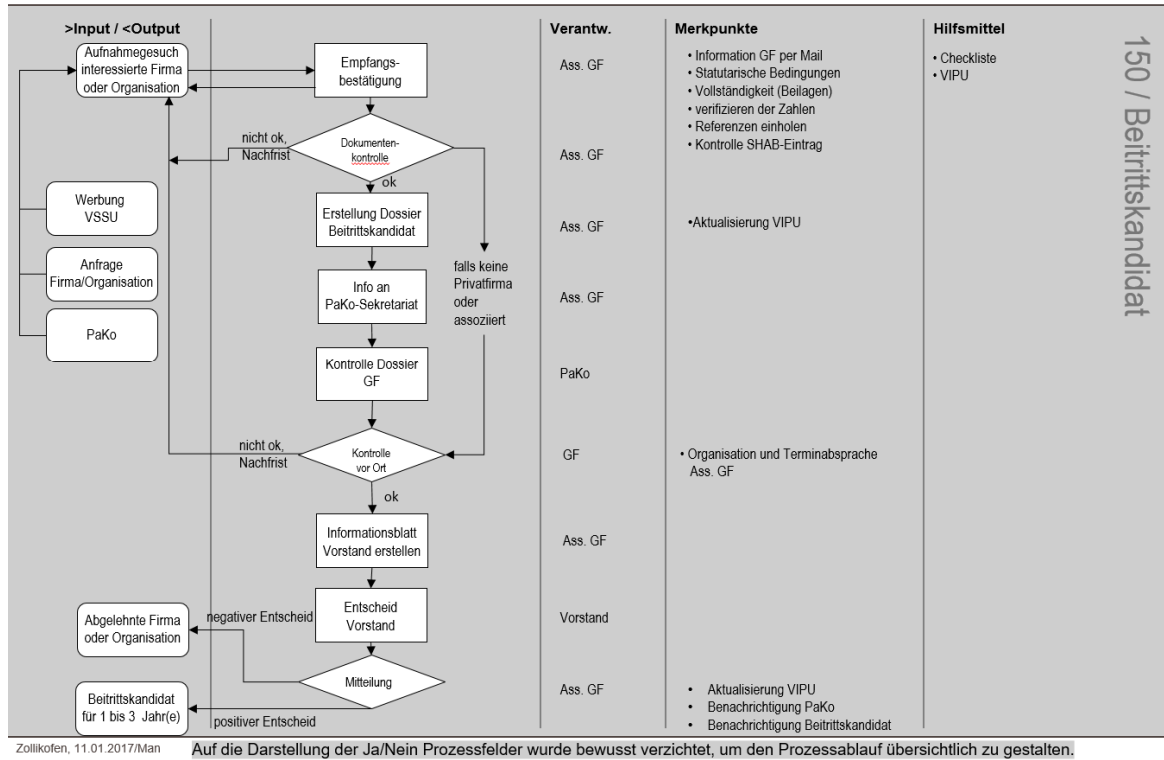 >Input / <Output
Verantw.
Merkpunkte
Hilfsmittel
150 / Beitrittskandidat
Aufnahmegesuch
interessierte Firma
oder Organisation
Empfangs-
bestätigung
Ass. GF
• Information GF per Mail
• Statutarische Bedingungen
• Vollständigkeit (Beilagen)
• verifizieren der Zahlen
• Referenzen einholen
• Kontrolle SHAB-Eintrag
• Checkliste
• VIPU
nicht ok,
Nachfrist
Dokumenten-
kontrolle
Ass. GF
ok
Werbung
VSSU
Erstellung Dossier
Beitrittskandidat
Ass. GF
•Aktualisierung VIPU
Anfrage
Firma/Organisation
Info an
PaKo-Sekretariat
falls keine
Privatfirma
oder
assoziiert
Ass. GF
PaKo
Kontrolle Dossier
GF
PaKo
nicht ok,
Nachfrist
Kontrolle
vor Ort
GF
• Organisation und Terminabsprache
Ass. GF
ok
Informationsblatt
Vorstand erstellen
Ass. GF
Abgelehnte Firma
oder Organisation
negativer Entscheid
Entscheid
Vorstand
Vorstand
Mitteilung
Ass. GF
• Aktualisierung VIPU
• Benachrichtigung PaKo
• Benachrichtigung Beitrittskandidat
Beitrittskandidat
für 1 bis 3 Jahr(e)
positiver Entscheid
Zollikofen, 11.01.2017/Man
Auf die Darstellung der Ja/Nein Prozessfelder wurde bewusst verzichtet, um den Prozessablauf übersichtlich zu gestalten.